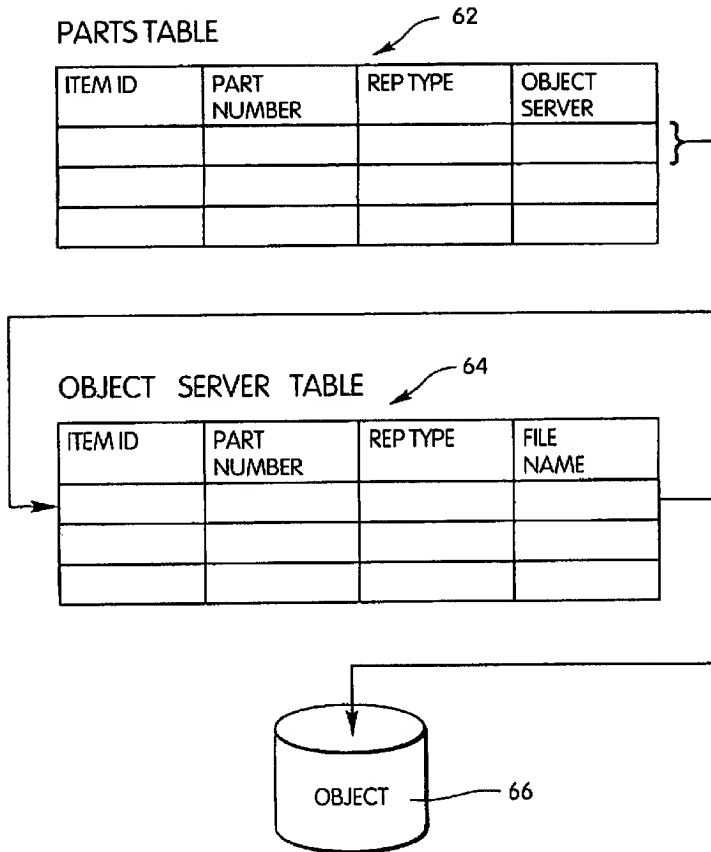 PARTS TABLE
62
ITEM ID PART NUMBER REP TYPE OBJECT SERVER
OBJECT SERVER TABLE
64
ITEM ID PART NUMBER REP TYPE FILE NAME
OBJECT
66